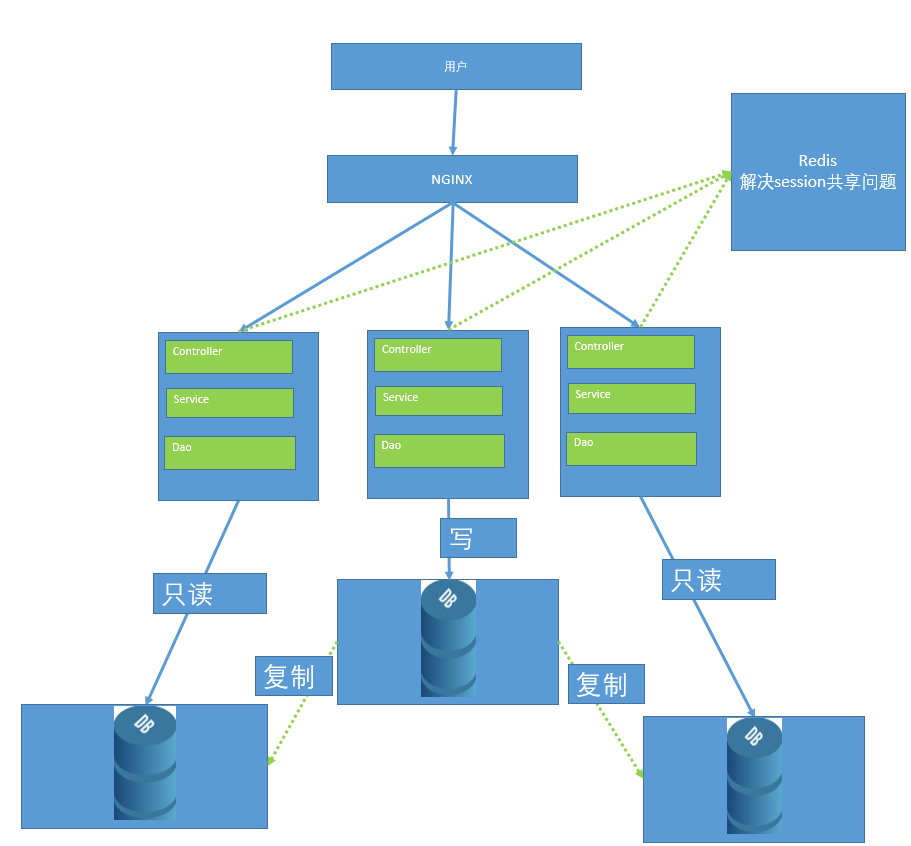 用户
NGINX
Redis
解决session共享问题
Controller
Service
Dao
Controller
Service
Dao
Controller
Service
Dao
只读
写
只读
复制
复制
DB
DB
DB